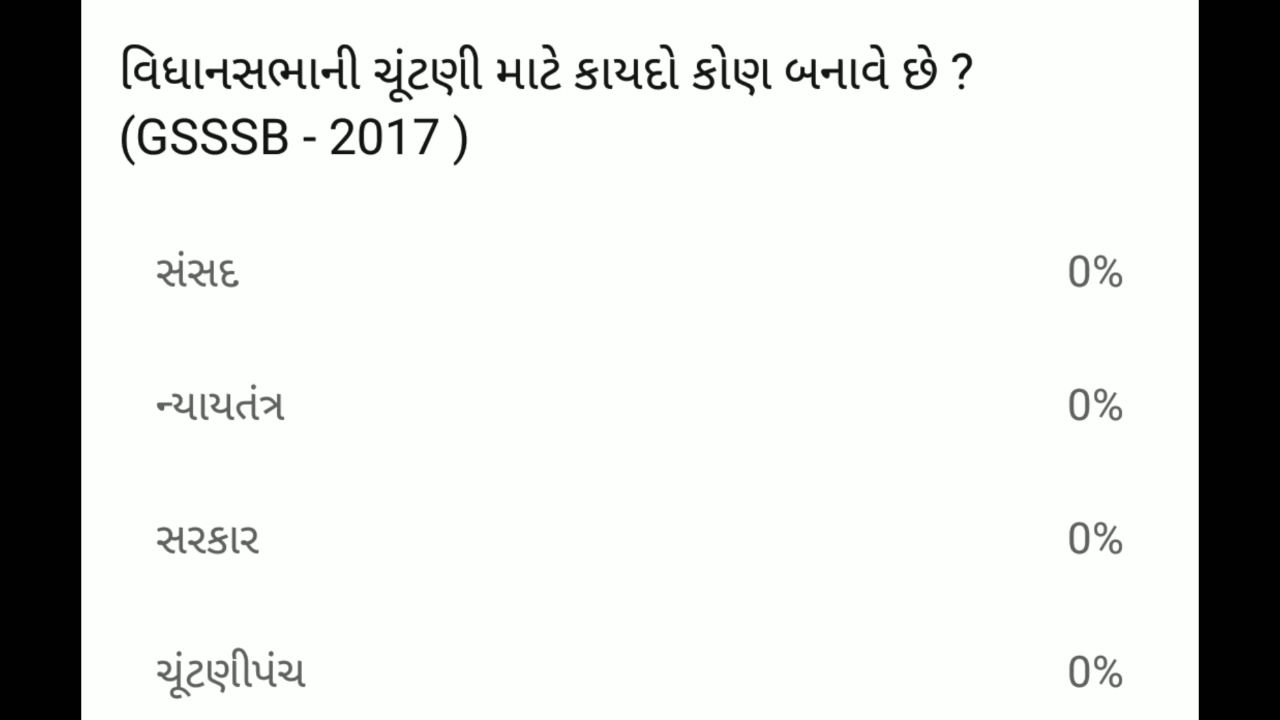 વિધાનસભાની ચૂંટણી માટે કાયદો કોણ બનાવે છે ?
(GSSSB - 2017 )
સંસદ 0%
ન્યાયતંત્ર 0%
સરકાર 0%
ચૂંટણીપંચ 0%